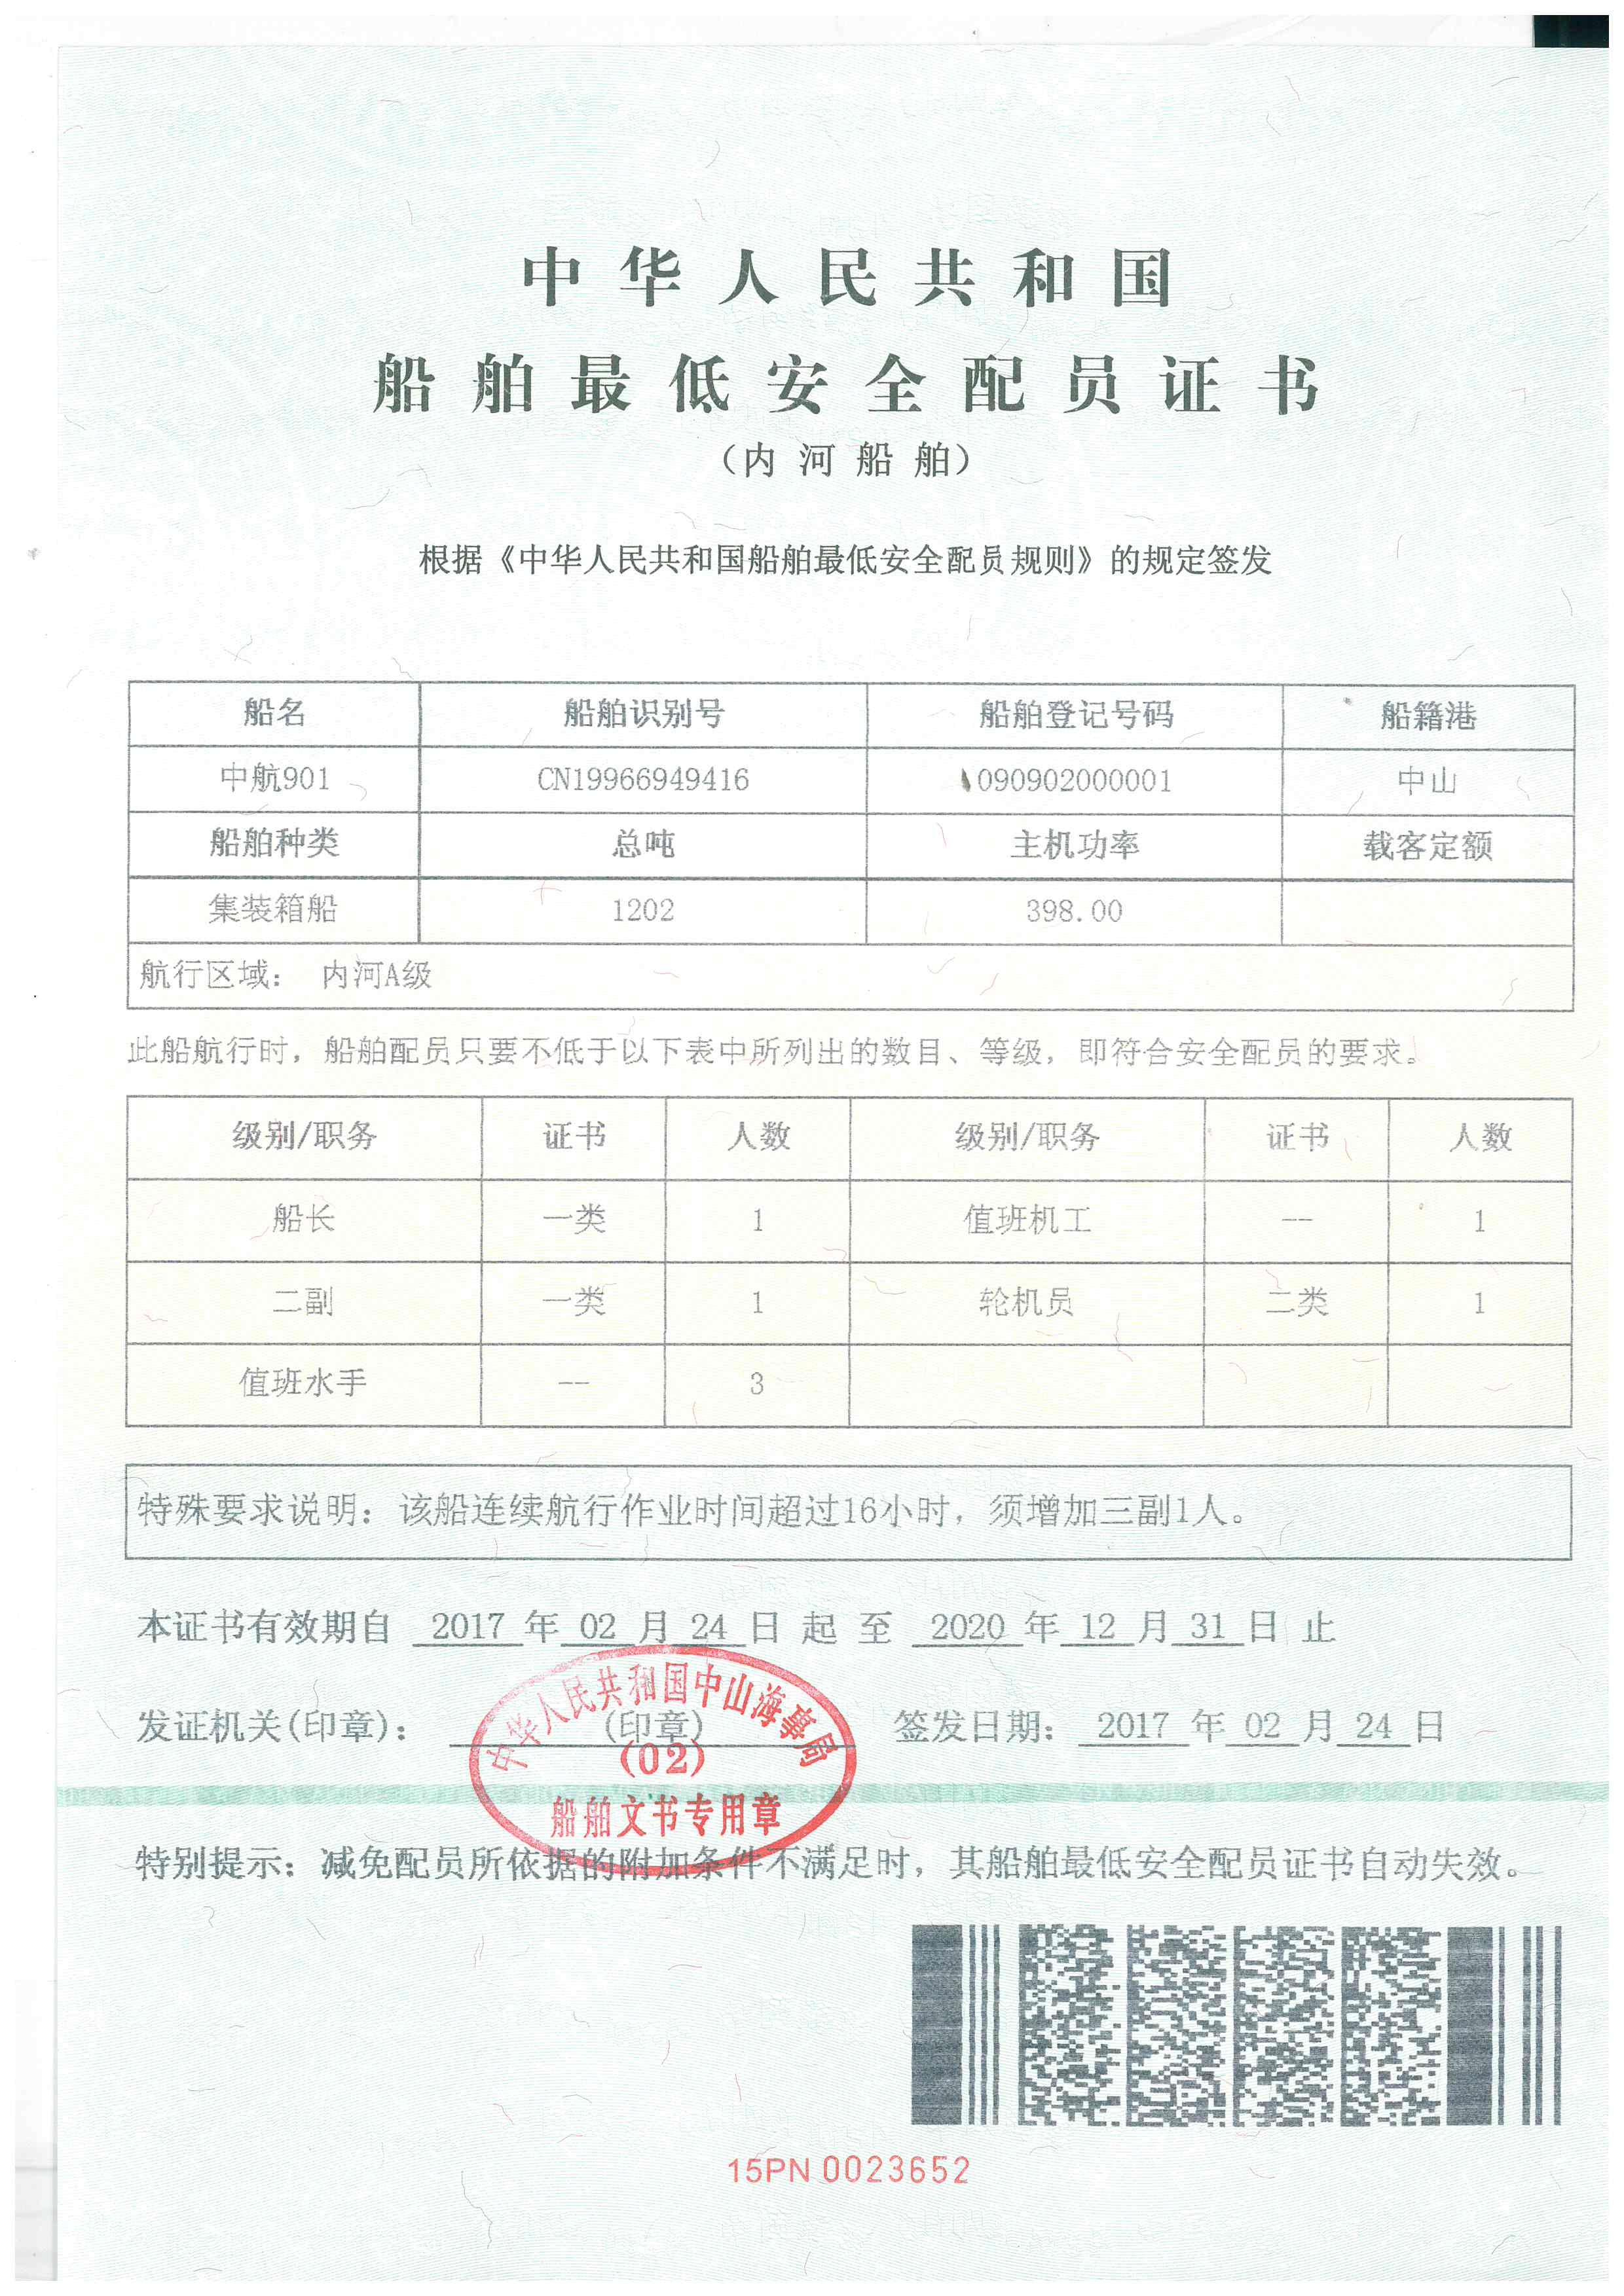 中华人民共和国
船舶最低安全配员证书
（内河船舶）
根据《中华人民共和国船舶最低安全配员规则》的规定签发
船名 船舶识别号 船舶登记号码 船籍港
中航901 CN19966949416 090902000001 中山
船舶种类 总吨 主机功率 载客定额
集装箱船 1202 398.00
航行区域： 内河A级
此船航行时，船舶配员只要不低于以下表中所列出的数目、等级，即符合安全配员的要求。
级别/职务 证书 人数 级别/职务 证书 人数
船长 一类 1 值班机工 -- 1
二副 一类 1 轮机员 二类 1
值班水手 -- 3
特殊要求说明：该船连续航行作业时间超过16小时，须增加三副1人。
本证书有效期自 2017 年 02 月 24 日 起 至 2020 年 12 月 31 日 止
中华人民共和国中山海事局
发证机关(印章)： (印章) 签发日期： 2017 年 02 月 24 日
(02)
船舶文书专用章
特别提示：减免配员所依据的附加条件不满足时，其船舶最低安全配员证书自动失效。
15PN 0023652